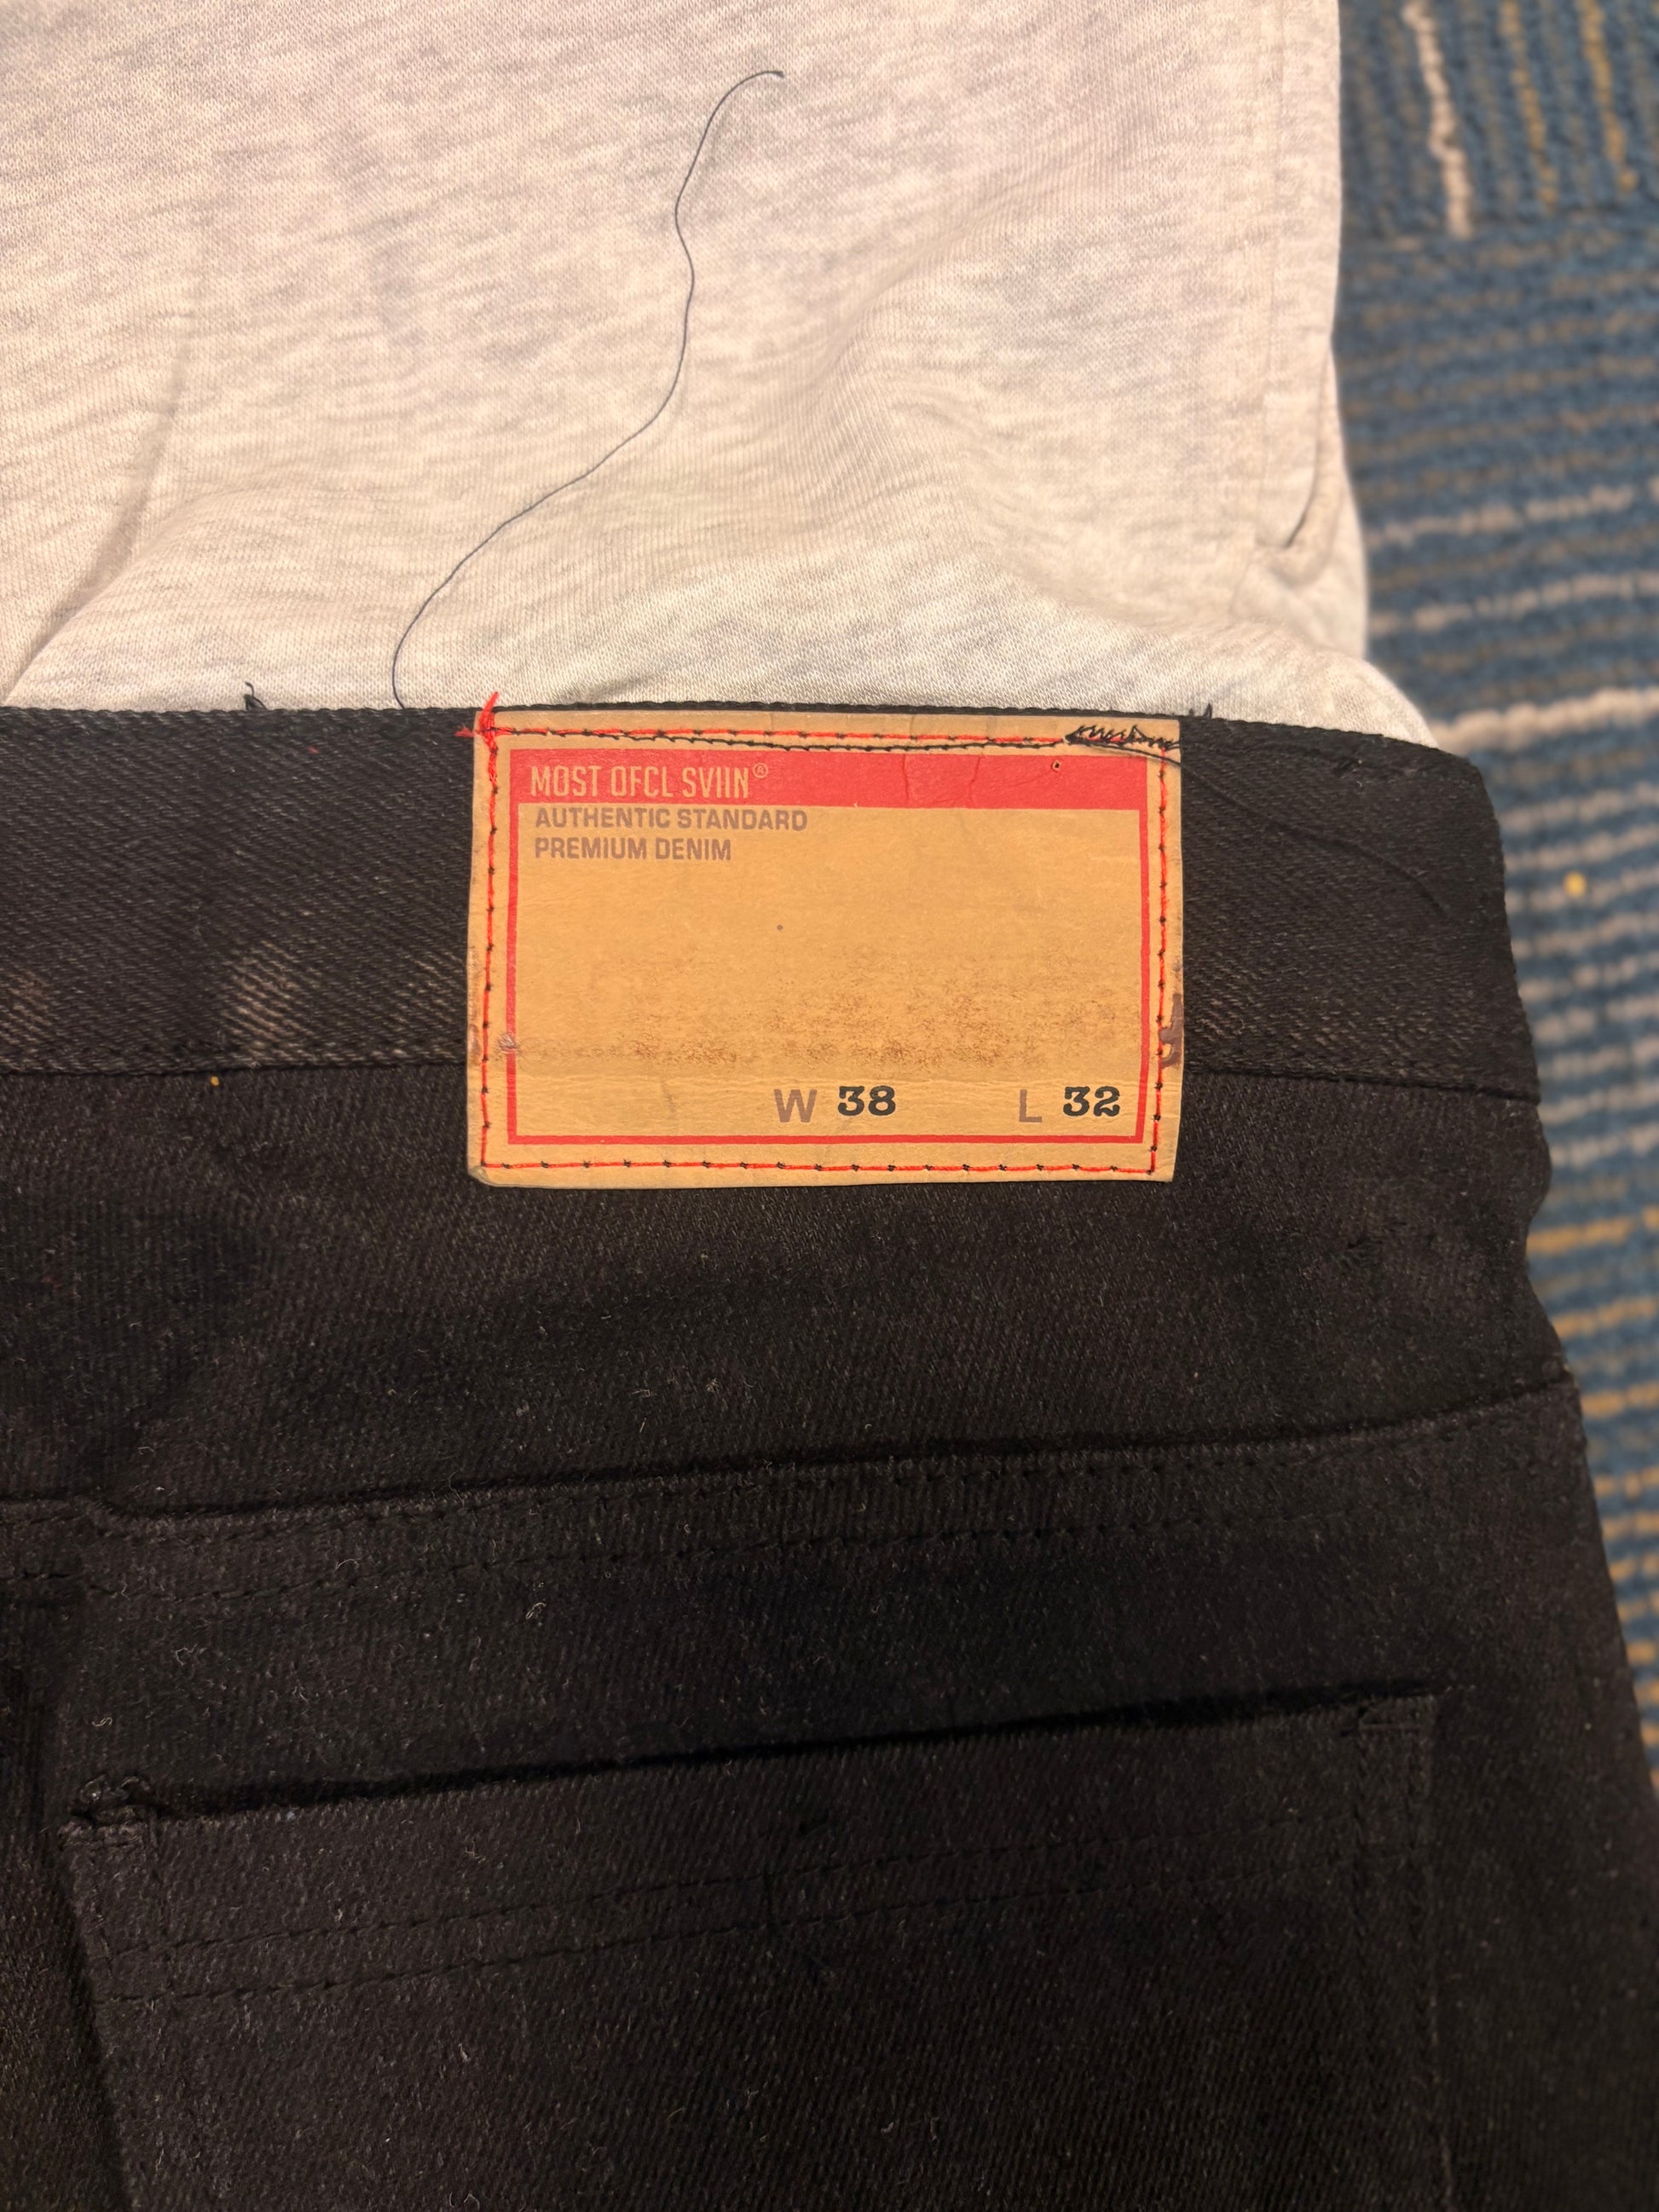 MOST OFCL SVIIN®
AUTHENTIC STANDARD
PREMIUM DENIM
W 38 L 32